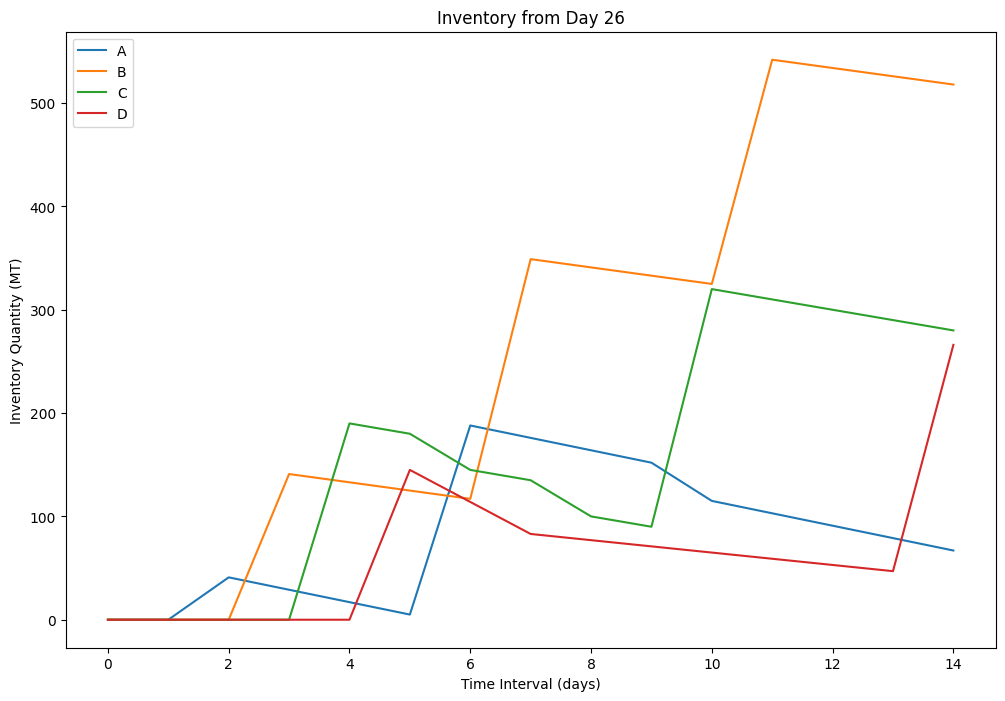 Inventory from Day 26
A
B
C
D
Inventory Quantity (MT)
500
400
300
200
100
0
0 2 4 6 8 10 12 14
Time Interval (days)